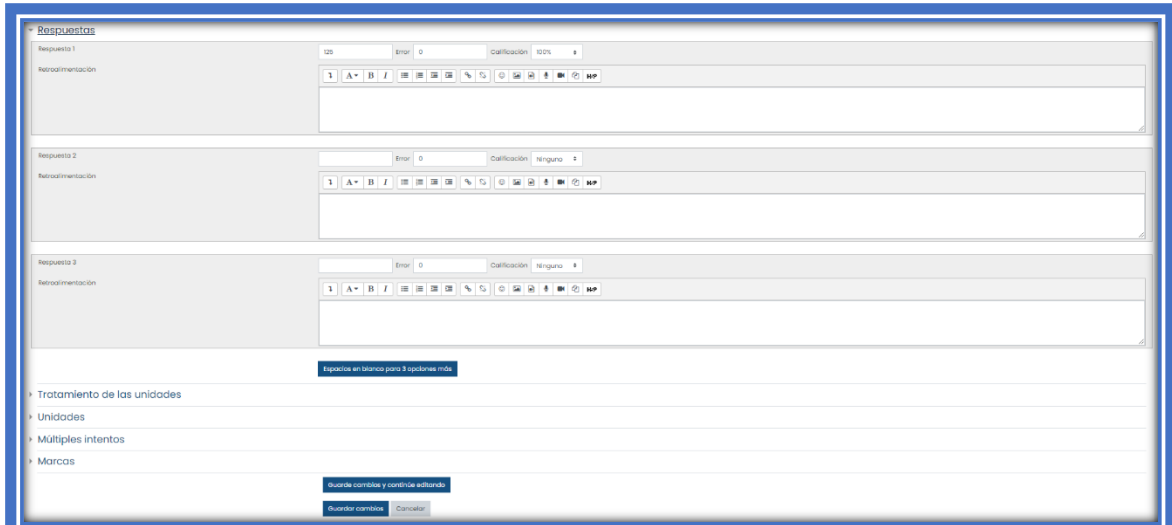 Respuestas
Respuesta 1 126 Error 0 Calificación 100%
Retroalimentación
A B I H-P
Respuesta 2 Error 0 Calificación Ninguno
Retroalimentación
A B I H-P
Respuesta 3 Error 0 Calificación Ninguno
Retroalimentación
A B I H-P
Espacios en blanco para 3 opciones más
Tratamiento de las unidades
Unidades
Múltiples intentos
Marcas
Guarde cambios y continúe editando
Guardar cambios Cancelar